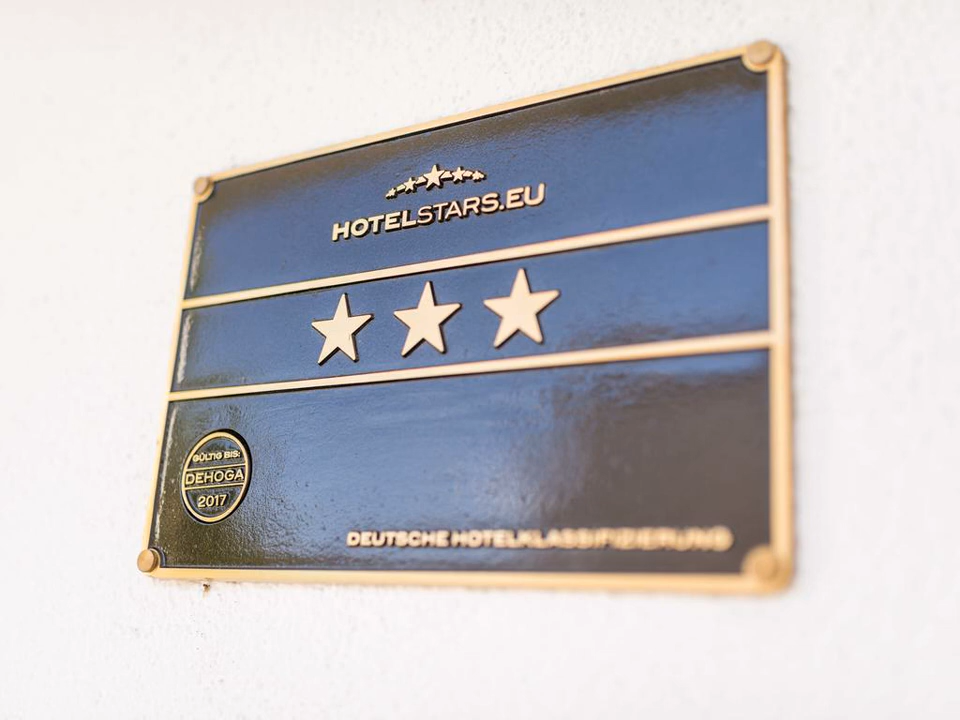 HOTELSTARS.EU
GÜLTIG BIS:
DEHOGA
2017
DEUTSCHE HOTELKLASSIFIZIERUNG